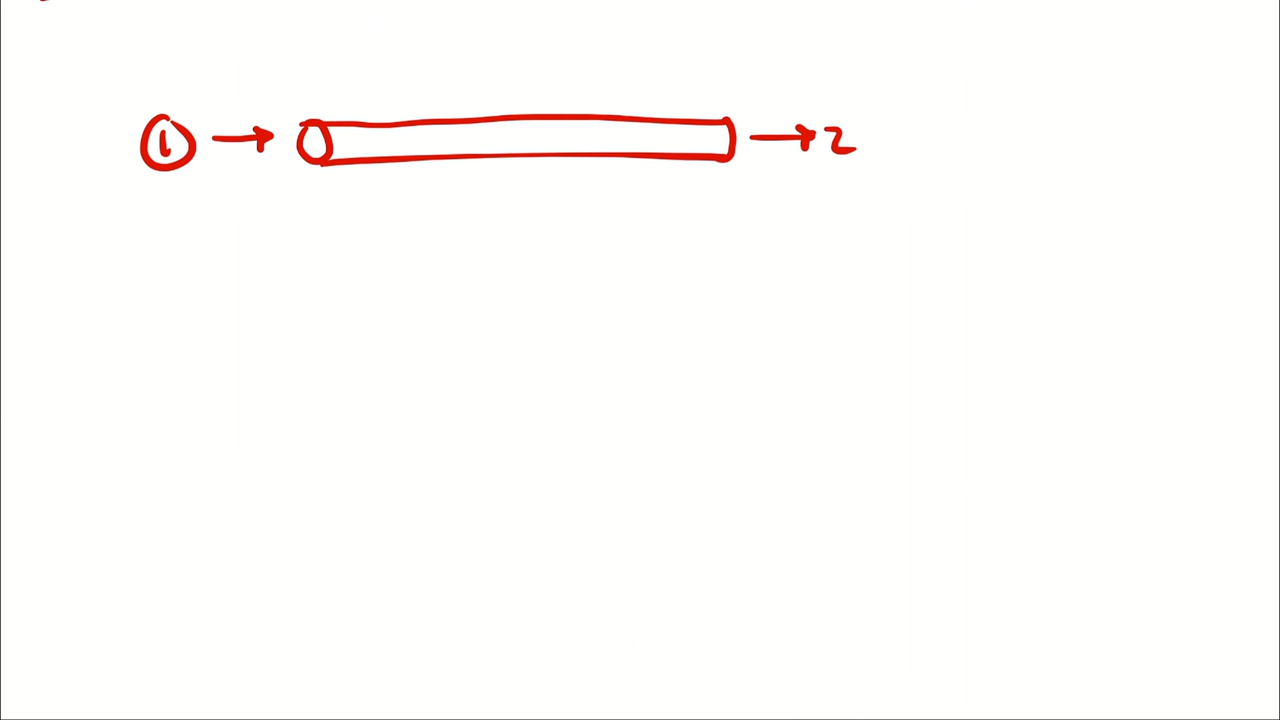 ① → → 2